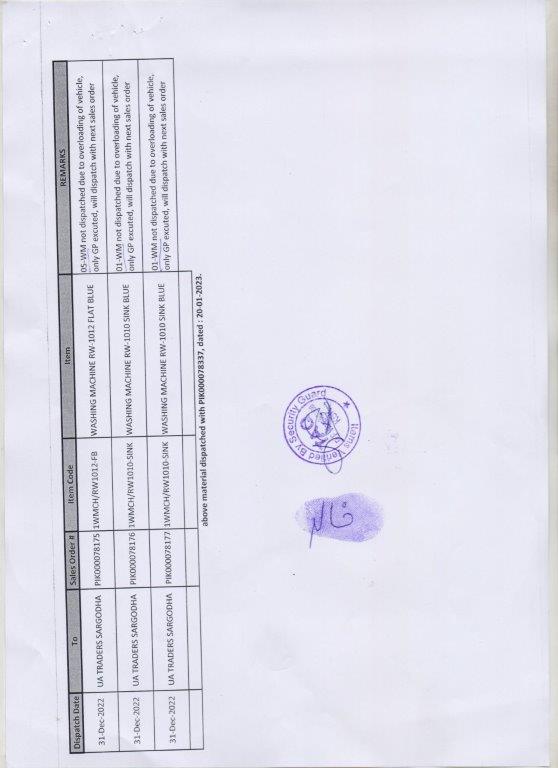 Dispatch Date To Sales Order # Item Code Item REMARKS
31-Dec-2022 UA TRADERS SARGODHA PIK000078175 1WMCH/RW1012-FB WASHING MACHINE RW-1012 FLAT BLUE 05-WM not dispatched due to overloading of vehicle,
only GP excuted, will dispatch with next sales order
31-Dec-2022 UA TRADERS SARGODHA PIK000078176 1WMCH/RW1010-SINK WASHING MACHINE RW-1010 SINK BLUE 01-WM not dispatched due to overloading of vehicle,
only GP excuted, will dispatch with next sales order
31-Dec-2022 UA TRADERS SARGODHA PIK000078177 1WMCH/RW1010-SINK WASHING MACHINE RW-1010 SINK BLUE 01-WM not dispatched due to overloading of vehicle,
only GP excuted, will dispatch with next sales order
above material dispatched with PIK000078337, dated : 20-01-2023.
Items Verified By Security Guard